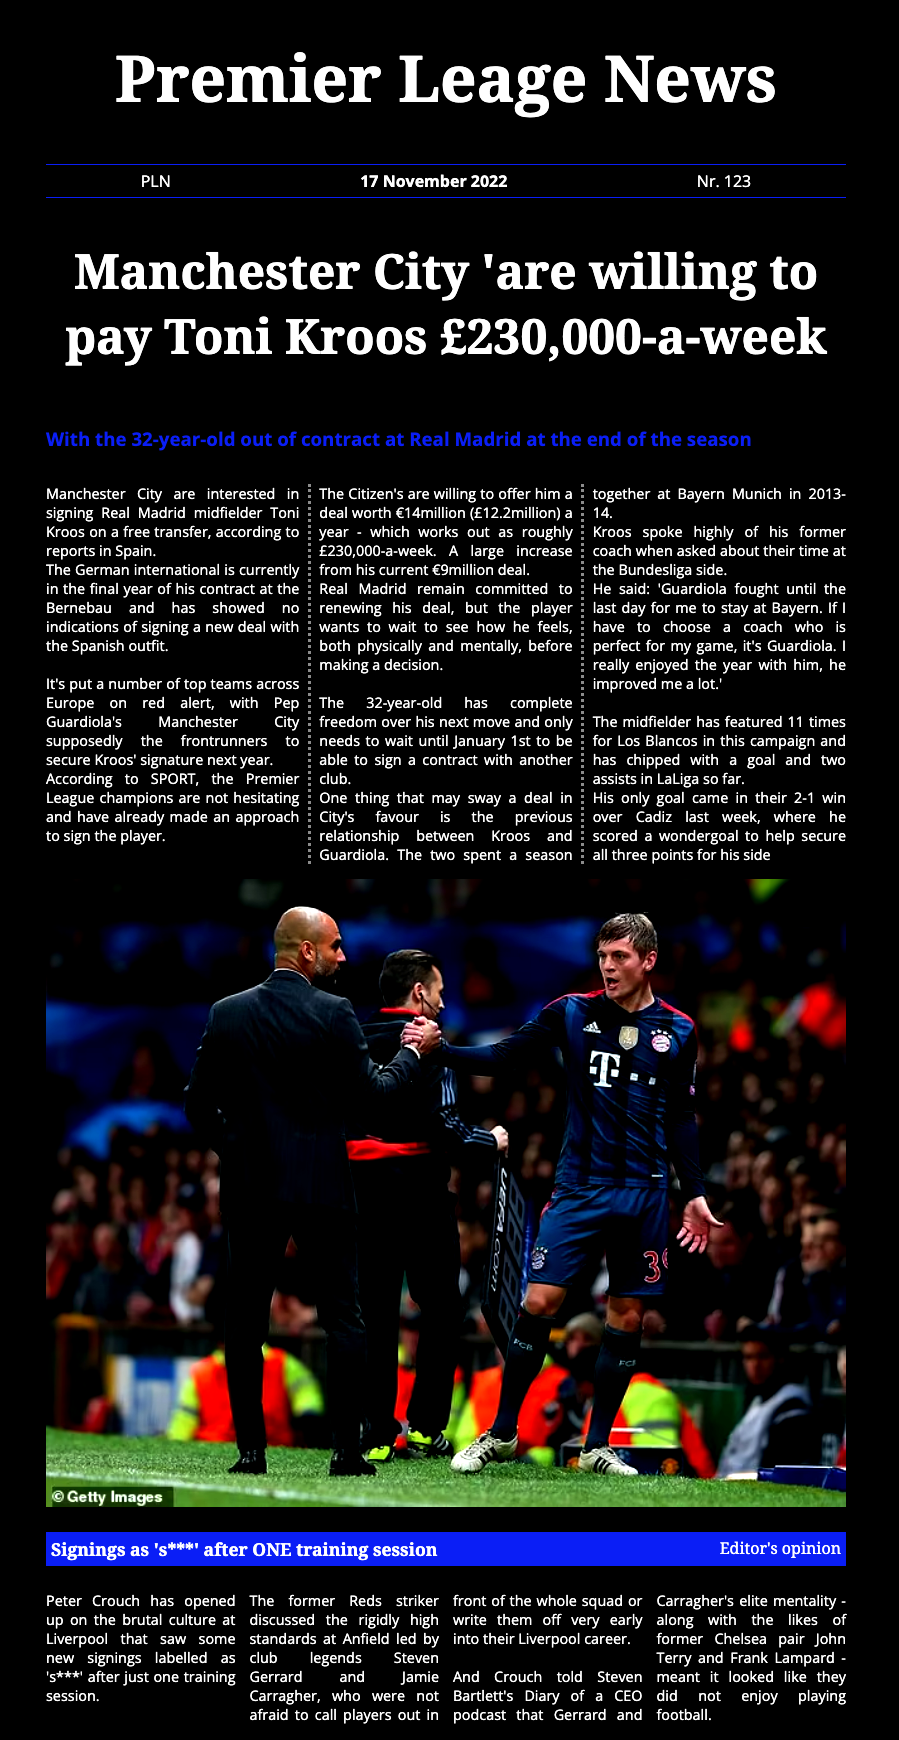 Premier Leage News
PLN
17 November 2022
Nr. 123
Manchester City 'are willing to
pay Toni Kroos £230,000-a-week
With the 32-year-old out of contract at Real Madrid at the end of the season
Manchester City are interested in
signing Real Madrid midfielder Toni
Kroos on a free transfer, according to
reports in Spain.
The German international is currently
in the final year of his contract at the
Bernebau and has showed no
indications of signing a new deal with
the Spanish outfit.
It's put a number of top teams across
Europe on red alert, with Pep
Guardiola's Manchester City
supposedly the frontrunners to
secure Kroos' signature next year.
According to SPORT, the Premier
League champions are not hesitating
and have already made an approach
to sign the player.
The Citizen's are willing to offer him a
deal worth €14million (£12.2million) a
year - which works out as roughly
£230,000-a-week. A large increase
from his current €9million deal.
Real Madrid remain committed to
renewing his deal, but the player
wants to wait to see how he feels,
both physically and mentally, before
making a decision.
The 32-year-old has complete
freedom over his next move and only
needs to wait until January 1st to be
able to sign a contract with another
club.
One thing that may sway a deal in
City's favour is the previous
relationship between Kroos and
Guardiola. The two spent a season
together at Bayern Munich in 2013-
14.
Kroos spoke highly of his former
coach when asked about their time at
the Bundesliga side.
He said: 'Guardiola fought until the
last day for me to stay at Bayern. If I
have to choose a coach who is
perfect for my game, it's Guardiola. I
really enjoyed the year with him, he
improved me a lot.'
The midfielder has featured 11 times
for Los Blancos in this campaign and
has chipped with a goal and two
assists in LaLiga so far.
His only goal came in their 2-1 win
over Cadiz last week, where he
scored a wondergoal to help secure
all three points for his side
adidas
T
UEFA.com
39
FCB
FCB
© Getty Images
Signings as 's***' after ONE training session
Editor's opinion
Peter Crouch has opened
up on the brutal culture at
Liverpool that saw some
new signings labelled as
's***' after just one training
session.
The former Reds striker
discussed the rigidly high
standards at Anfield led by
club legends Steven
Gerrard and Jamie
Carragher, who were not
afraid to call players out in
front of the whole squad or
write them off very early
into their Liverpool career.
And Crouch told Steven
Bartlett's Diary of a CEO
podcast that Gerrard and
Carragher's elite mentality -
along with the likes of
former Chelsea pair John
Terry and Frank Lampard -
meant it looked like they
did not enjoy playing
football.